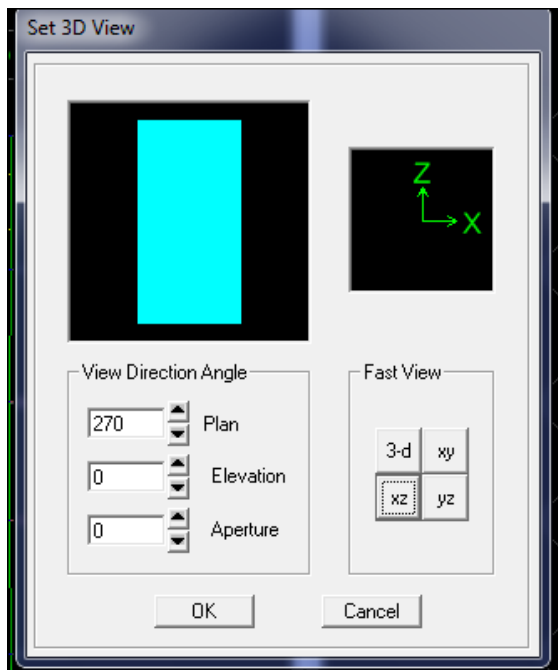 Set 3D View
Z
X
View Direction Angle
270 Plan
0 Elevation
0 Aperture
Fast View
3-d xy
xz yz
OK Cancel